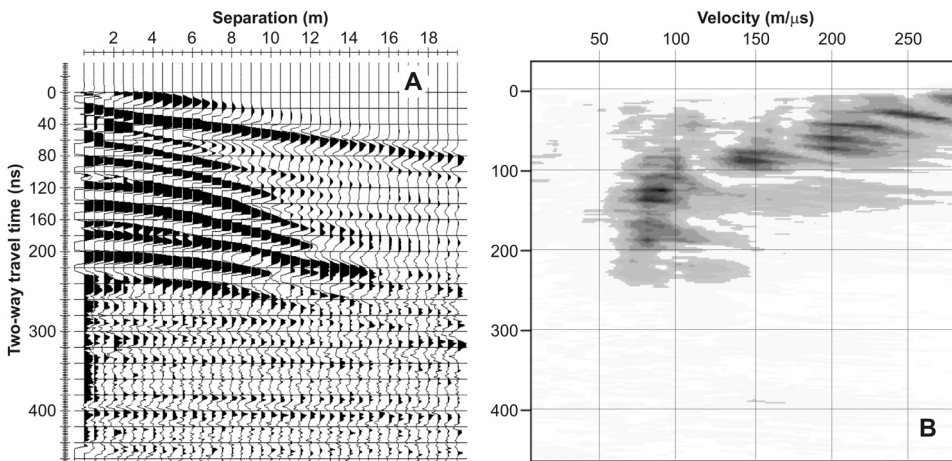 Separation (m)
2 4 6 8 10 12 14 16 18
A
Two-way travel time (ns)
0
40
80
120
160
200
300
400
Velocity (m/µs)
50 100 150 200 250
0
100
200
300
400
B